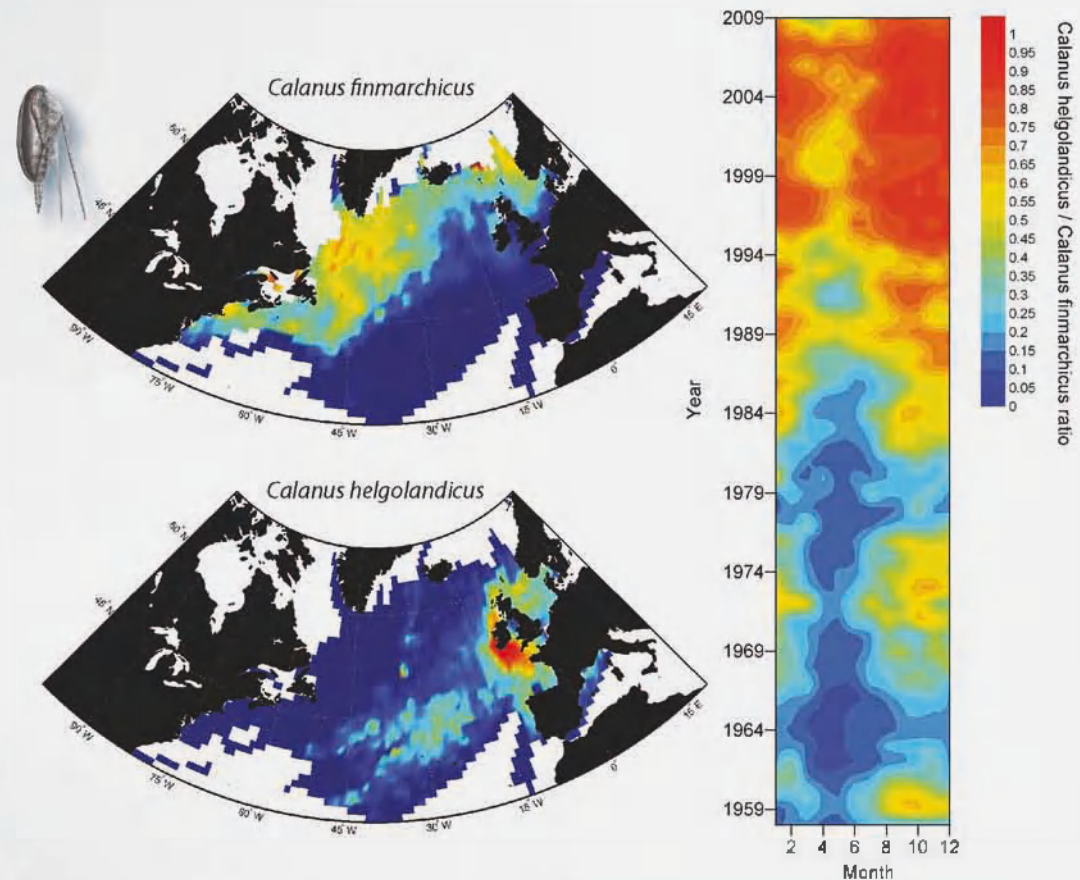 Calanus finmarchicus
60°N
45°N
90°W
75°W
60°W
45°W
30°W
15°W
0°
15°E
Calanus helgolandicus
60°N
45°N
90°W
75°W
60°W
45°W
30°W
15°W
0°
15°E
Year
2009
2004
1999
1994
1989
1984
1979
1974
1969
1964
1959
2 4 6 8 10 12
Month
1
0.95
0.9
0.85
0.8
0.75
0.7
0.65
0.6
0.55
0.5
0.45
0.4
0.35
0.3
0.25
0.2
0.15
0.1
0.05
0
Calanus helgolandicus / Calanus finmarchicus ratio